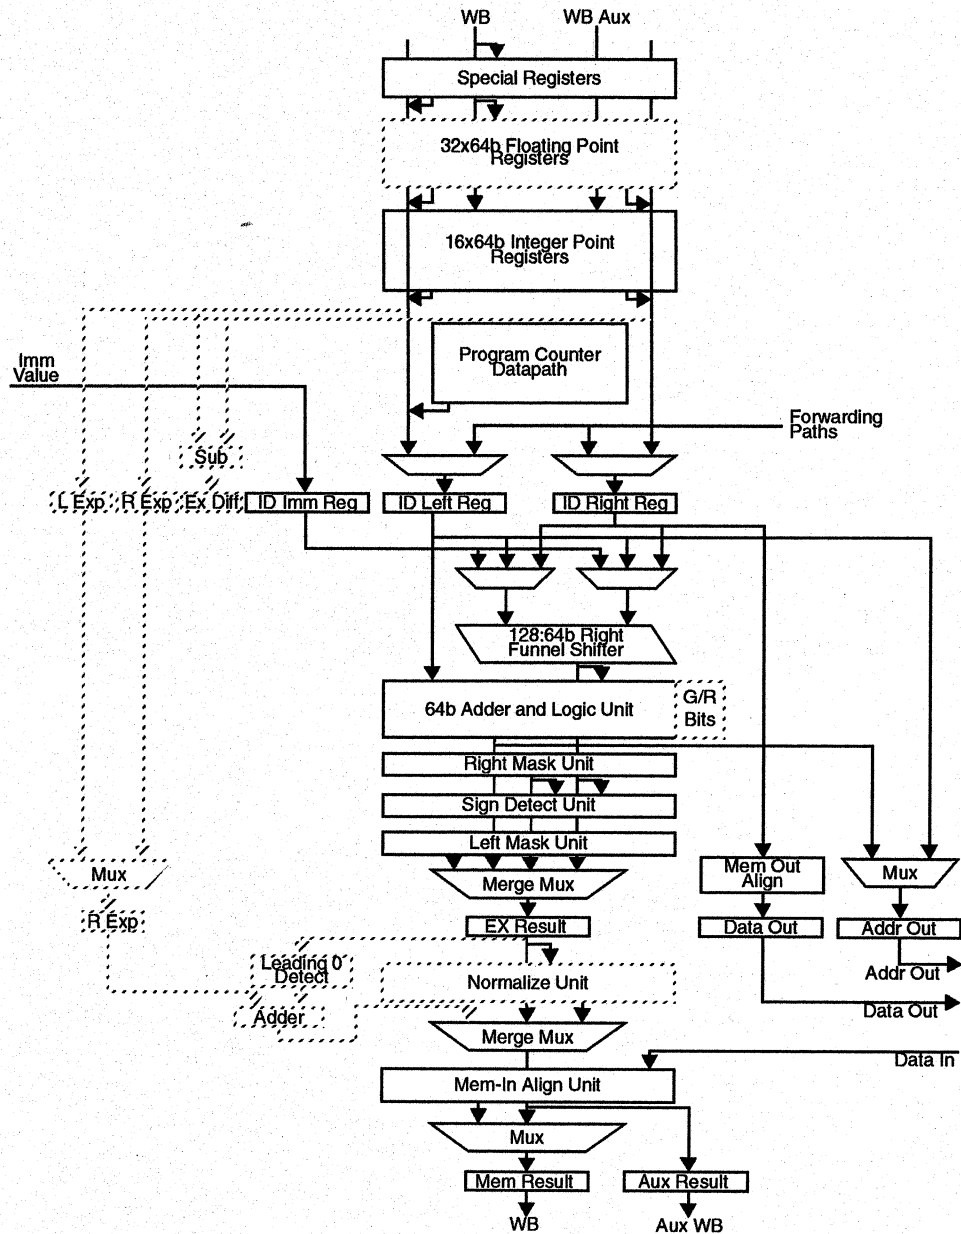 WB
WB Aux
Special Registers
32x64b Floating Point
Registers
16x64b Integer Point
Registers
Program Counter
Datapath
Imm
Value
Forwarding
Paths
Sub
L Exp
R Exp
Ex Diff
ID Imm Reg
ID Left Reg
ID Right Reg
128:64b Right
Funnel Shifter
64b Adder and Logic Unit
G/R
Bits
Right Mask Unit
Sign Detect Unit
Left Mask Unit
Mux
Merge Mux
Mem Out
Align
Mux
R Exp
EX Result
Data Out
Addr Out
Leading 0
Detect
Normalize Unit
Addr Out
Data Out
Adder
Merge Mux
Data In
Mem-In Align Unit
Mux
Mem Result
Aux Result
WB
Aux WB